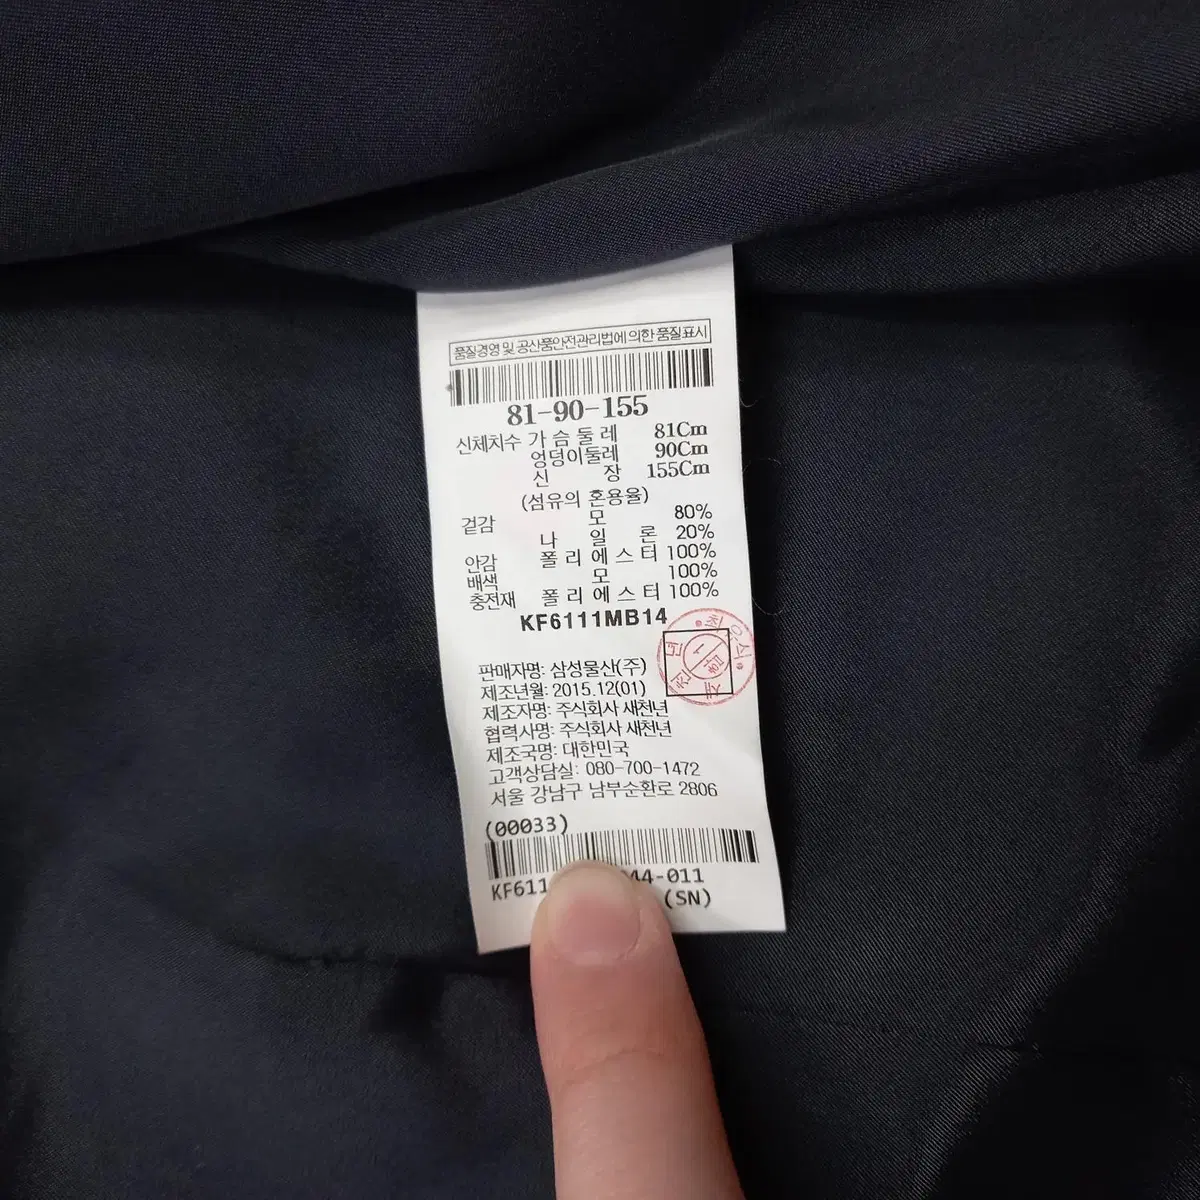 품질경영 및 공산품안전관리법에 의한 품질표시
81-90-155
신체치수 가 슴 둘 레 81Cm
엉덩이둘레 90Cm
신 장 155Cm
(섬유의 혼용율)
겉감 모 80%
나 일 론 20%
안감 폴 리 에 스 터 100%
배색 모 100%
충전재 폴 리 에 스 터 100%
KF6111MB14
판매자명: 삼성물산(주)
제조년월: 2015.12(01)
제조자명: 주식회사 새천년
협력사명: 주식회사 새천년
제조국명: 대한민국
고객상담실: 080-700-1472
서울 강남구 남부순환로 2806
(00033)
KF611 44-011
(SN)